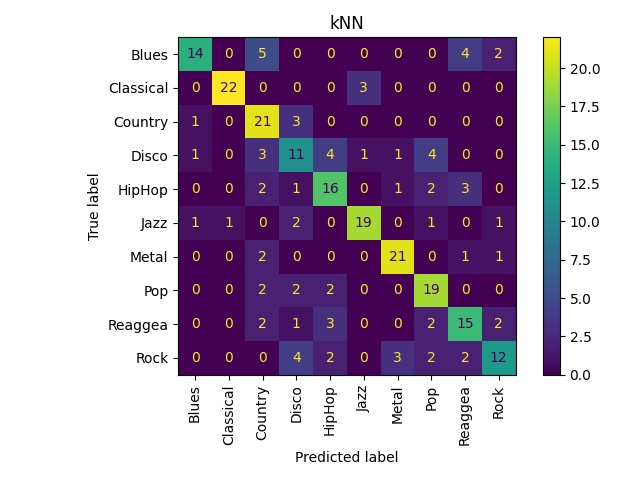 kNN
Blues 14 0 5 0 0 0 0 0 4 2
Classical 0 22 0 0 0 3 0 0 0 0
Country 1 0 21 3 0 0 0 0 0 0
Disco 1 0 3 11 4 1 1 4 0 0
HipHop 0 0 2 1 16 0 1 2 3 0
Jazz 1 1 0 2 0 19 0 1 0 1
Metal 0 0 2 0 0 0 21 0 1 1
Pop 0 0 2 2 2 0 0 19 0 0
Reaggea 0 0 2 1 3 0 0 2 15 2
Rock 0 0 0 4 2 0 3 2 2 12
Blues Classical Country Disco HipHop Jazz Metal Pop Reaggea Rock
True label
Predicted label
20.0
17.5
15.0
12.5
10.0
7.5
5.0
2.5
0.0